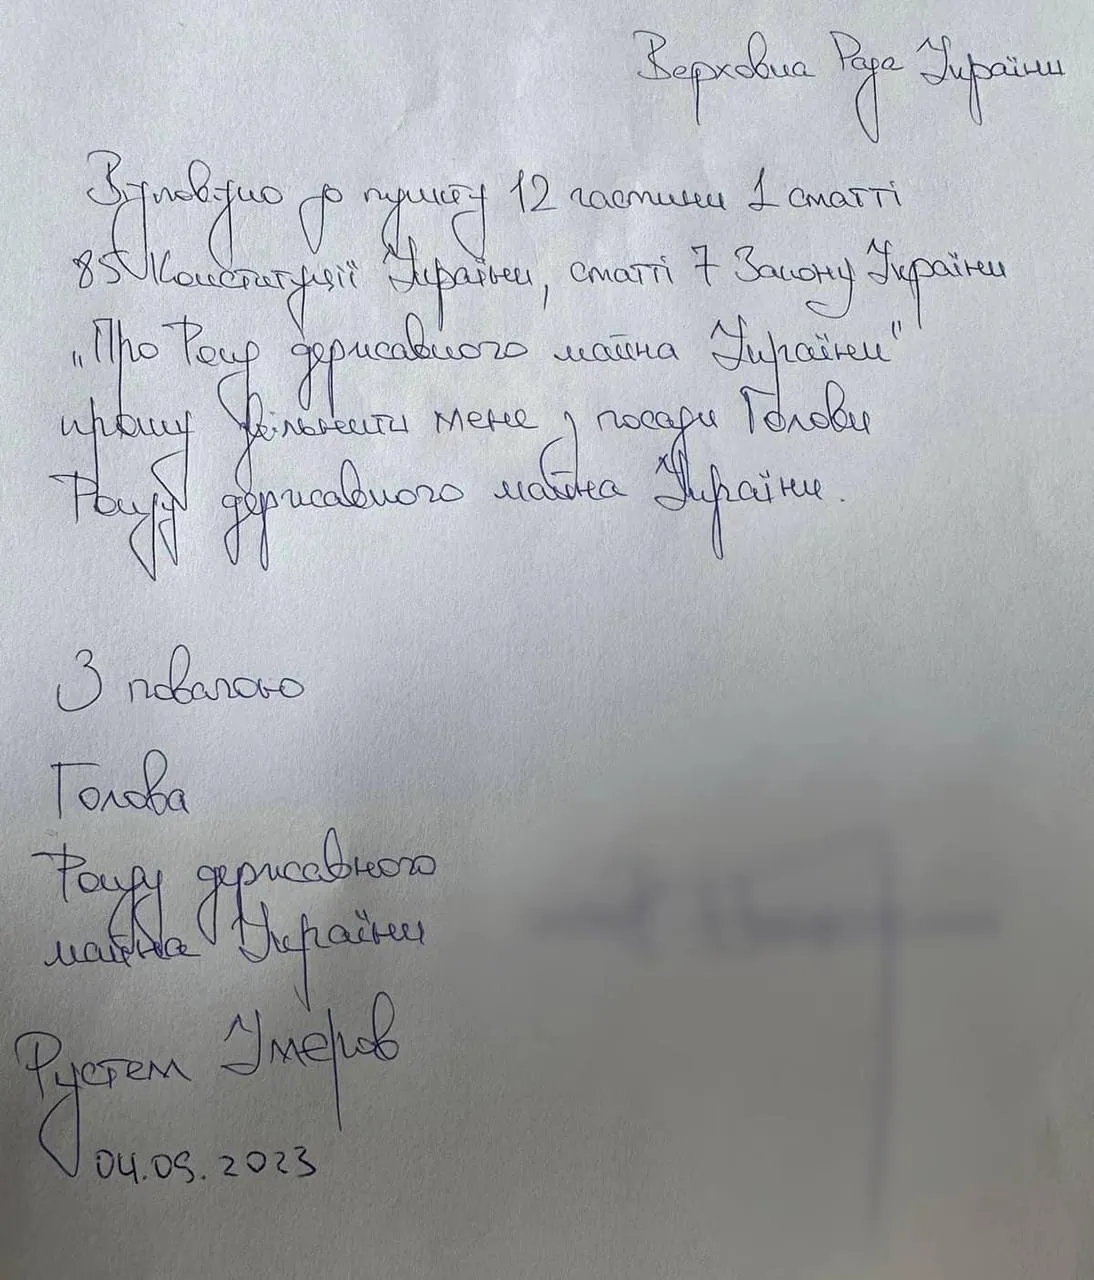 Верховна Рада України
Відповідно до пункту 12 частини 1 статті
85 Конституції України, статті 7 Закону України
„Про Фонд державного майна України"
прошу звільнити мене з посади Голови
Фонду державного майна України.
З повагою
Голова
Фонду державного
майна України
Рустем Умеров
04.09.2023